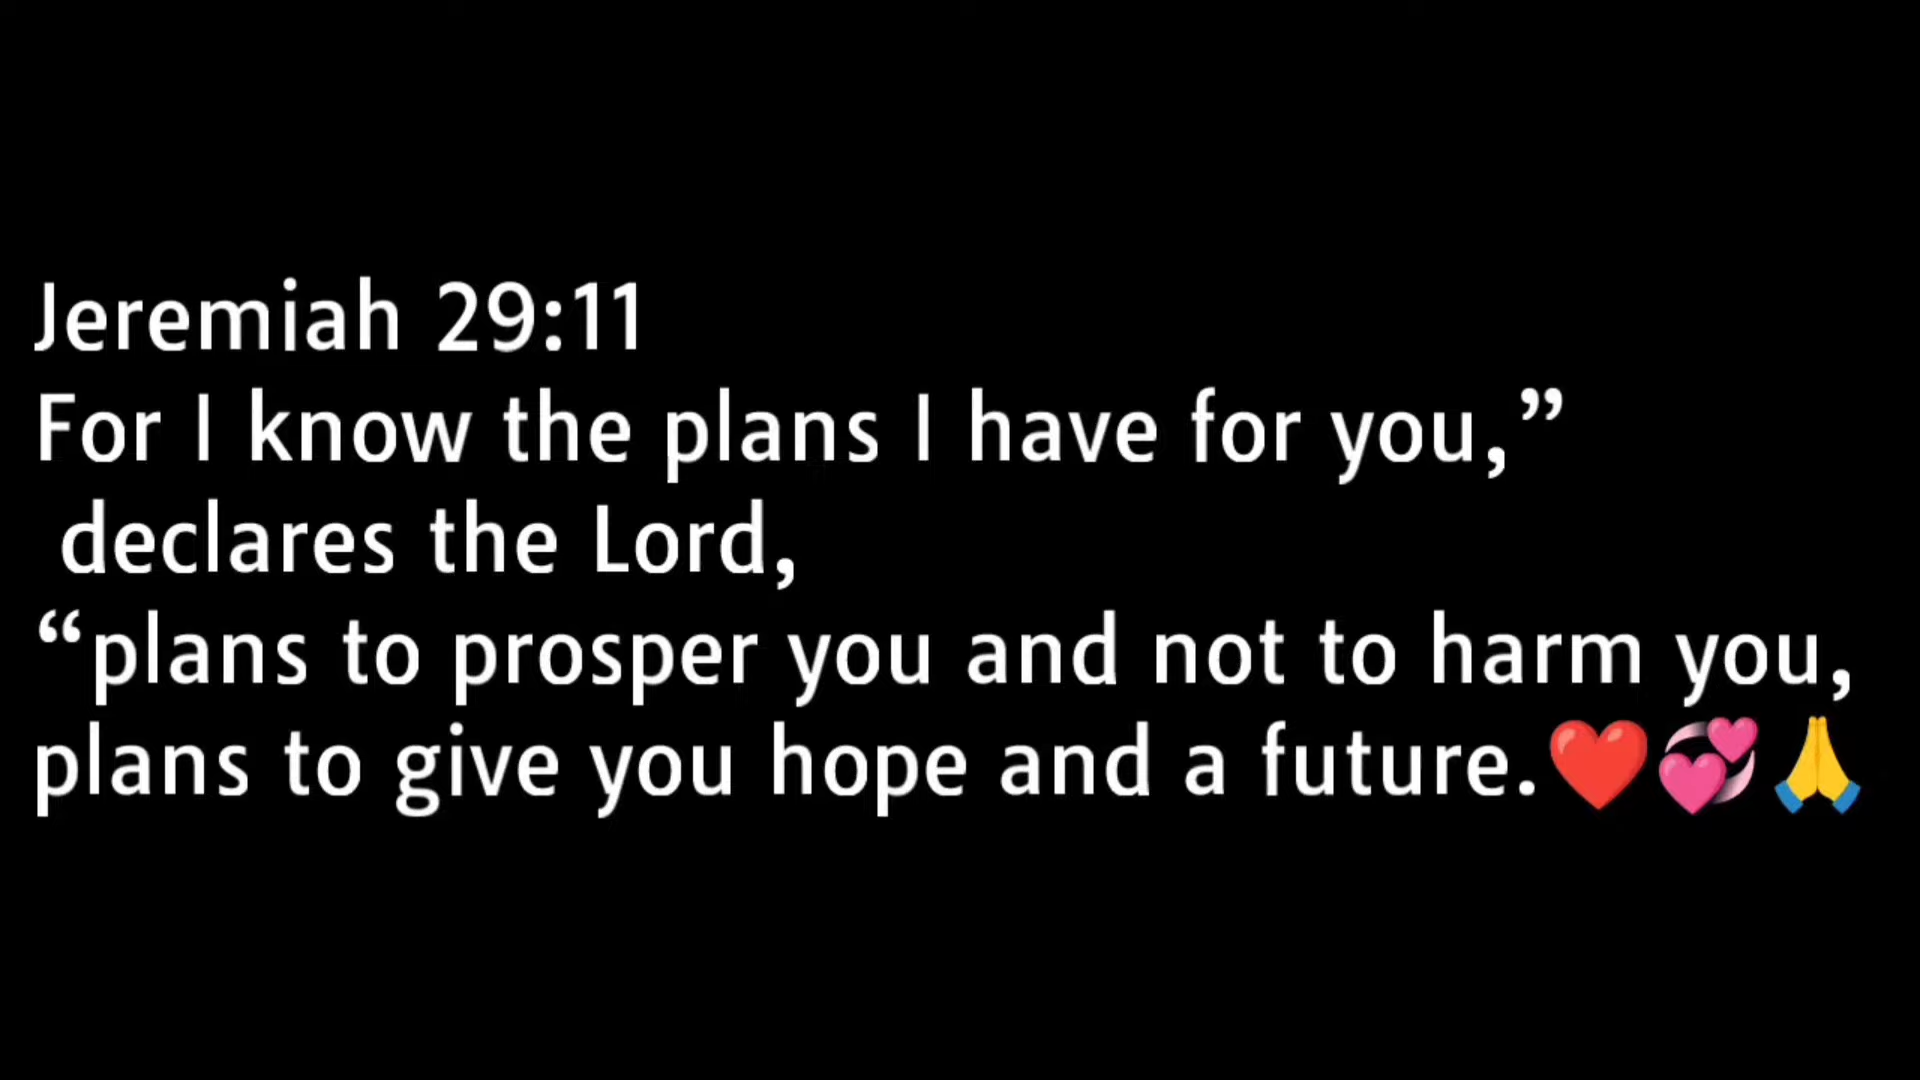 Jeremiah 29:11
For I know the plans I have for you,”
declares the Lord,
“plans to prosper you and not to harm you,
plans to give you hope and a future.❤️💞🙏